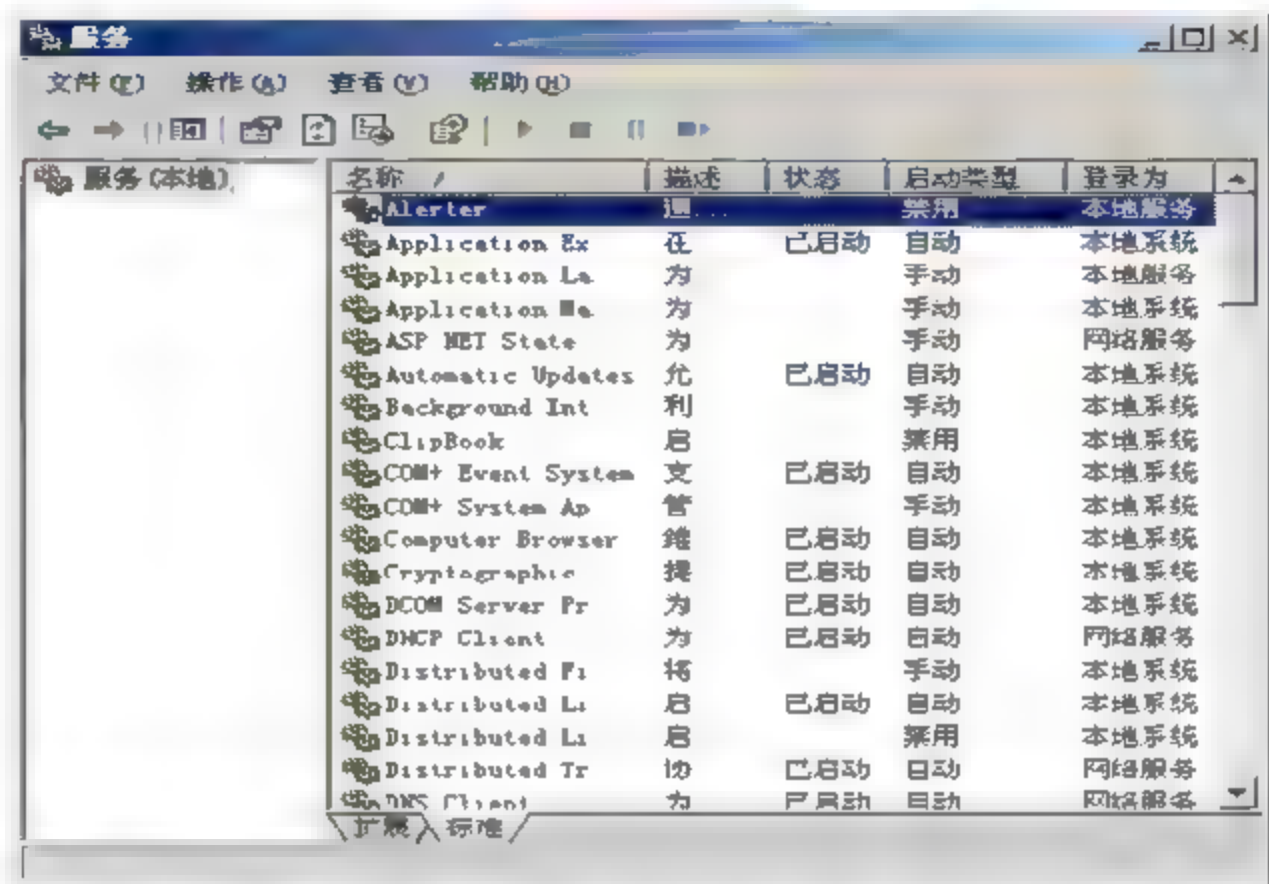 服务
文件(F) 操作(A) 查看(V) 帮助(H)
服务(本地)
名称 描述 状态 启动类型 登录为
Alerter 通... 禁用 本地服务
Application Ex 在 已启动 自动 本地系统
Application La 为 手动 本地服务
Application Ma 为 手动 本地系统
ASP NET State 为 手动 网络服务
Automatic Updates 允 已启动 自动 本地系统
Background Int 利 手动 本地系统
ClipBook 启 禁用 本地系统
COM+ Event System 支 已启动 自动 本地系统
COM+ System Ap 管 手动 本地系统
Computer Browser 维 已启动 自动 本地系统
Cryptographic 提 已启动 自动 本地系统
DCOM Server Pr 为 已启动 自动 本地系统
DHCP Client 为 已启动 自动 网络服务
Distributed Fi 将 手动 本地系统
Distributed Li 启 已启动 自动 本地系统
Distributed Li 启 禁用 本地系统
Distributed Tr 协 已启动 自动 网络服务
DNS Client 为 已启动 自动 网络服务
扩展 标准